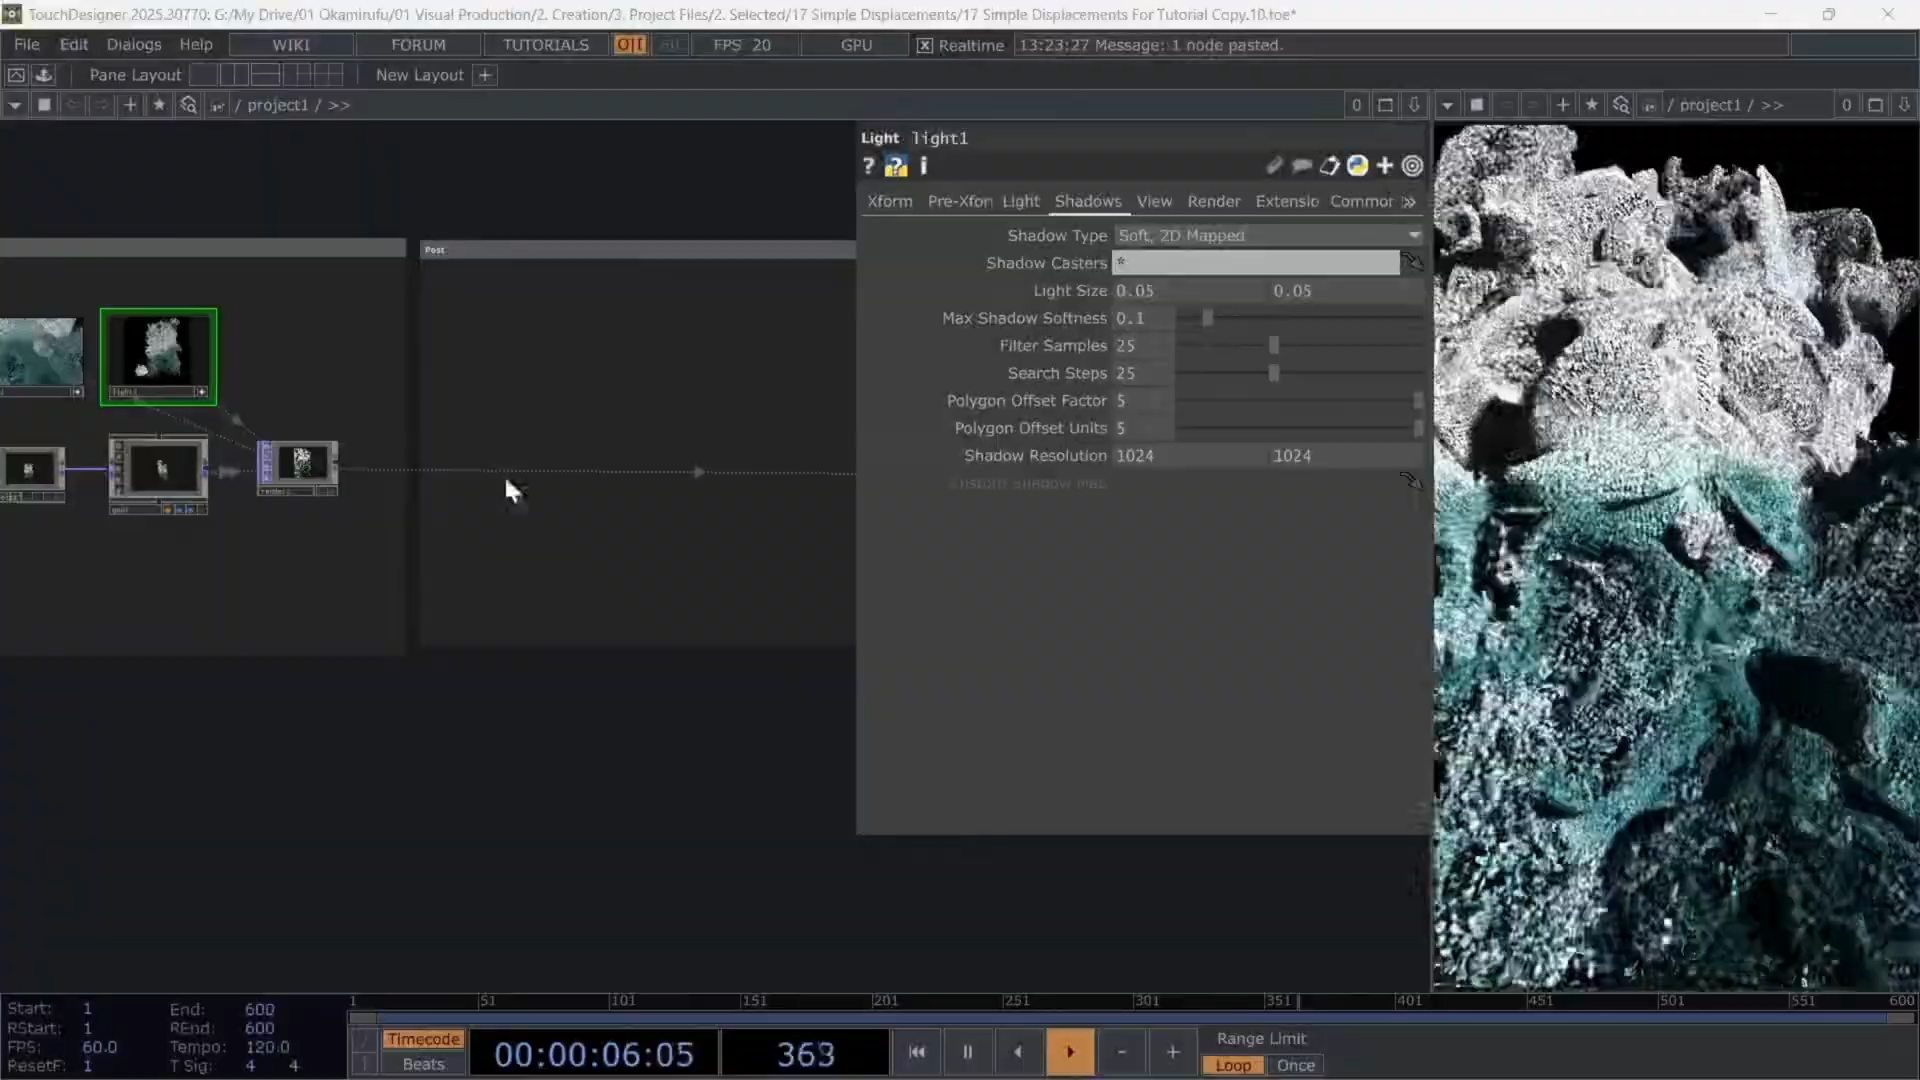 TouchDesigner 2025.30770: G:/My Drive/01 Okamirufu/01 Visual Production/2. Creation/3. Project Files/2. Selected/17 Simple Displacements/17 Simple Displacements For Tutorial Copy.10.toe*
File Edit Dialogs Help WIKI FORUM TUTORIALS O|I FPS 20 GPU X Realtime 13:23:27 Message: 1 node pasted.
Pane Layout New Layout +
/ project1 / >> 0
/ project1 / >> 0
Light light1
? ? i
Xform Pre-Xfon Light Shadows View Render Extensio Commor >>
Shadow Type Soft, 2D Mapped
Shadow Casters *
Light Size 0.05 0.05
Max Shadow Softness 0.1
Filter Samples 25
Search Steps 25
Polygon Offset Factor 5
Polygon Offset Units 5
Shadow Resolution 1024 1024
Custom Shadow Map
Post
light1
1 51 101 151 201 251 301 351 401 451 501 551 600
Start: 1 End: 600
RStart: 1 REnd: 600
FPS: 60.0 Tempo: 120.0
ResetF: 1 T Sig: 4 4
Timecode
Beats
00:00:06:05
363
- +
Range Limit
Loop Once